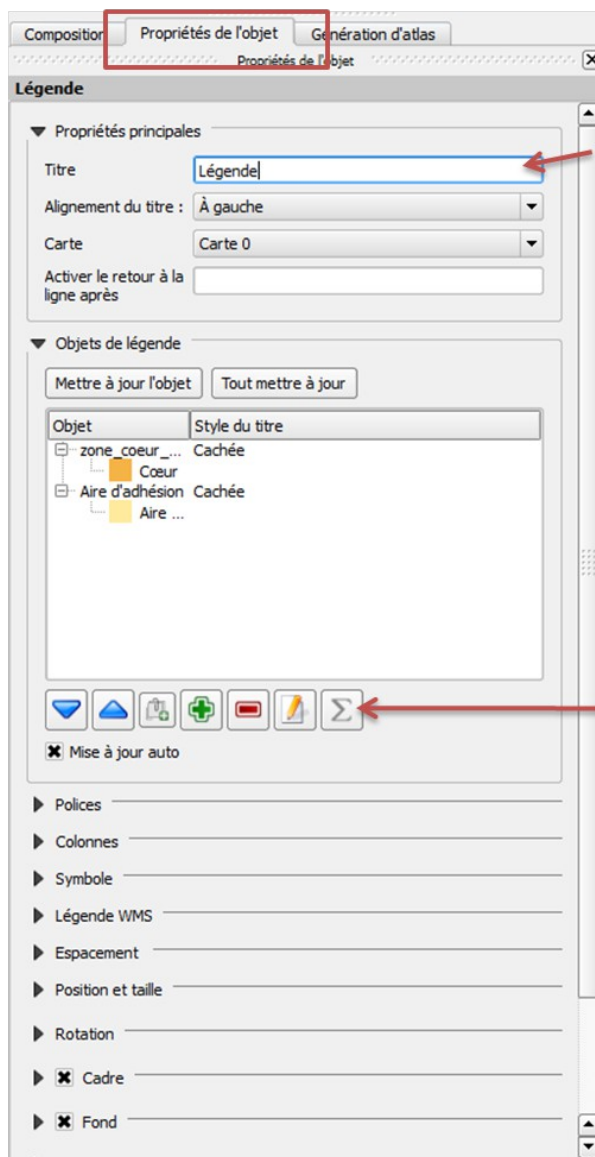 Composition Propriétés de l'objet Génération d'atlas
Propriétés de l'objet
Légende
Propriétés principales
Titre Légende
Alignement du titre : À gauche
Carte Carte 0
Activer le retour à la
ligne après
Objets de légende
Mettre à jour l'objet Tout mettre à jour
Objet Style du titre
zone_coeur_... Cachée
Cœur
Aire d'adhésion Cachée
Aire ...
Σ
Mise à jour auto
Polices
Colonnes
Symbole
Légende WMS
Espacement
Position et taille
Rotation
Cadre
Fond